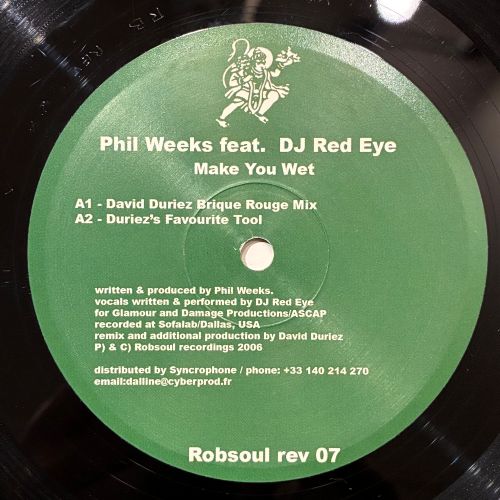 Phil Weeks feat. DJ Red Eye
Make You Wet
A1 - David Duriez Brique Rouge Mix
A2 - Duriez's Favourite Tool
written & produced by Phil Weeks.
vocals written & performed by DJ Red Eye
for Glamour and Damage Productions/ASCAP
recorded at Sofalab/Dallas, USA
remix and additional production by David Duriez
P) & C) Robsoul recordings 2006
distributed by Syncrophone / phone: +33 140 214 270
email:dalline@cyberprod.fr
Robsoul rev 07